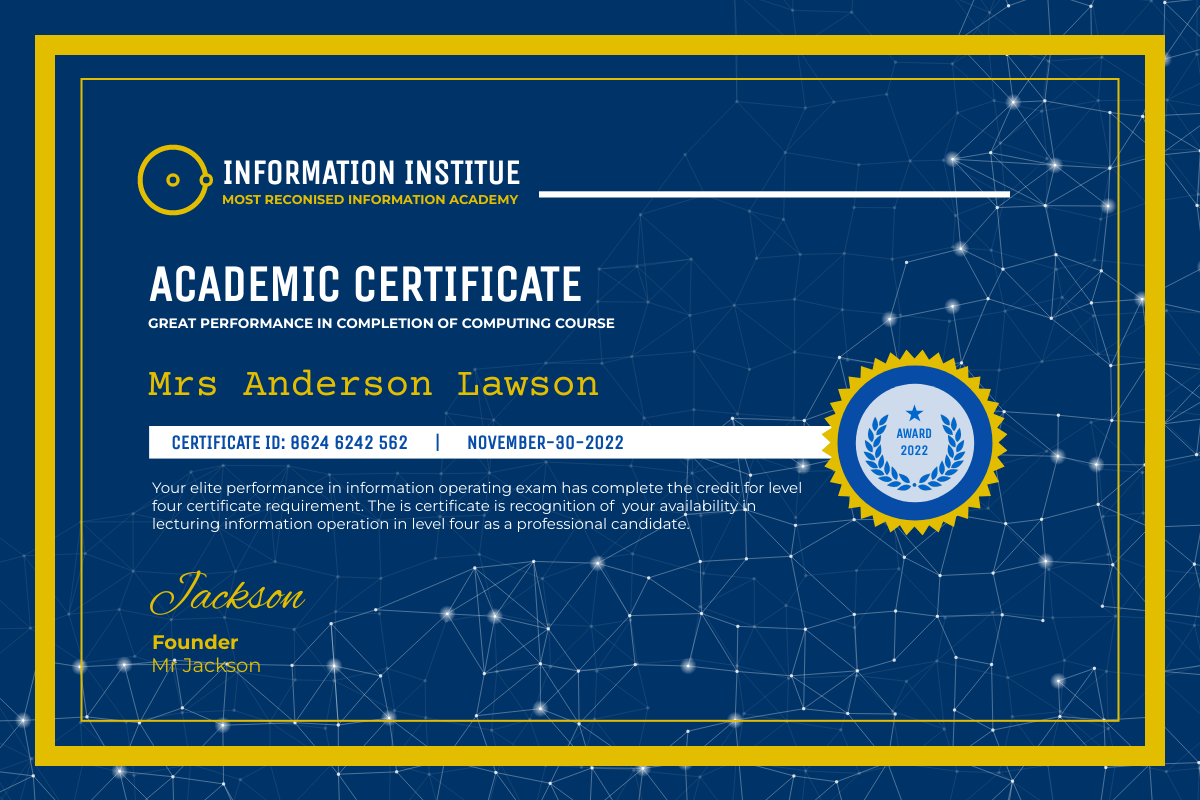 INFORMATION INSTITUE
MOST RECONISED INFORMATION ACADEMY
ACADEMIC CERTIFICATE
GREAT PERFORMANCE IN COMPLETION OF COMPUTING COURSE
Mrs Anderson Lawson
CERTIFICATE ID: 8624 6242 562 | NOVEMBER-30-2022
AWARD
2022
Your elite performance in information operating exam has complete the credit for level
four certificate requirement. The is certificate is recognition of your availability in
lecturing information operation in level four as a professional candidate.
Jackson
Founder
Mr Jackson